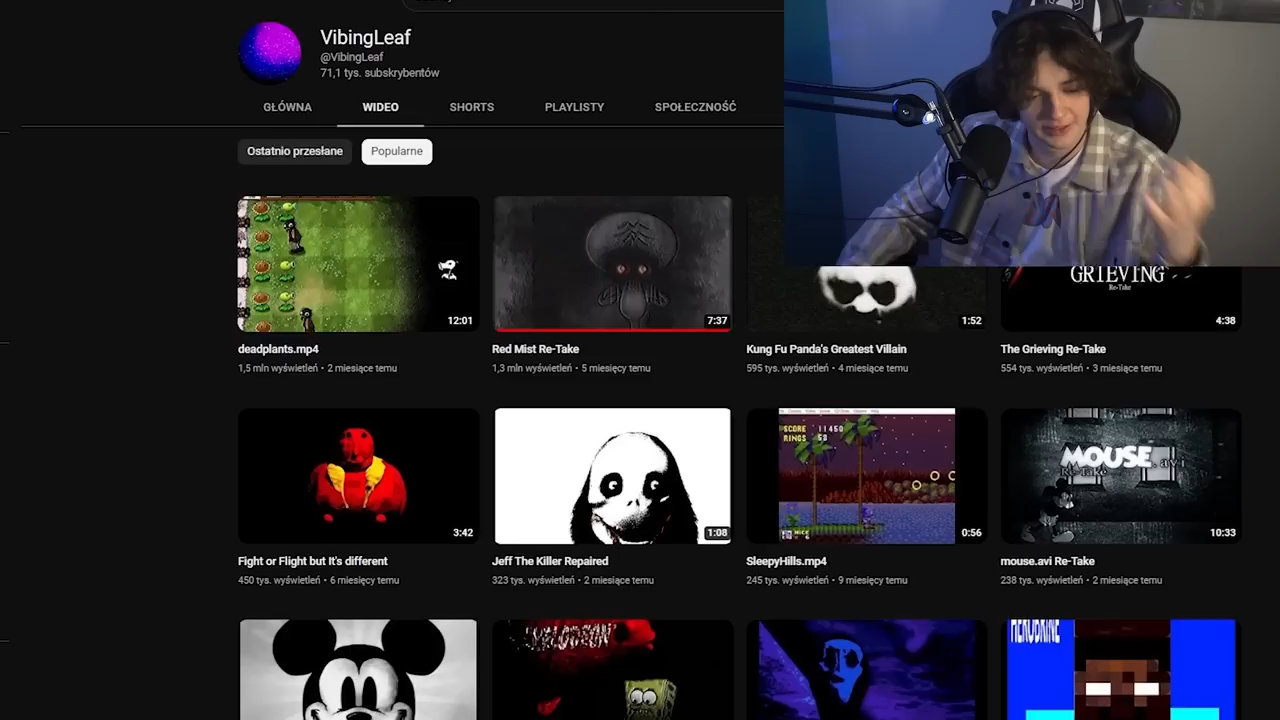 VibingLeaf
@VibingLeaf
71,1 tys. subskrybentów
GŁÓWNA WIDEO SHORTS PLAYLISTY SPOŁECZNOŚĆ
Ostatnio przesłane Popularne
GRIEVING
Re-Take
12:01 7:37 1:52 4:38
deadplants.mp4 Red Mist Re-Take Kung Fu Panda's Greatest Villain The Grieving Re-Take
1,5 mln wyświetleń • 2 miesiące temu 1,3 mln wyświetleń • 5 miesięcy temu 595 tys. wyświetleń • 4 miesiące temu 554 tys. wyświetleń • 3 miesiące temu
SCORE 11450
RINGS 58
MOUSE.avi
Re-Take
3:42 1:08 0:56 10:33
Fight or Flight but It's different Jeff The Killer Repaired SleepyHills.mp4 mouse.avi Re-Take
450 tys. wyświetleń • 6 miesięcy temu 323 tys. wyświetleń • 2 miesiące temu 245 tys. wyświetleń • 9 miesięcy temu 238 tys. wyświetleń • 2 miesiące temu
HEROBRINE